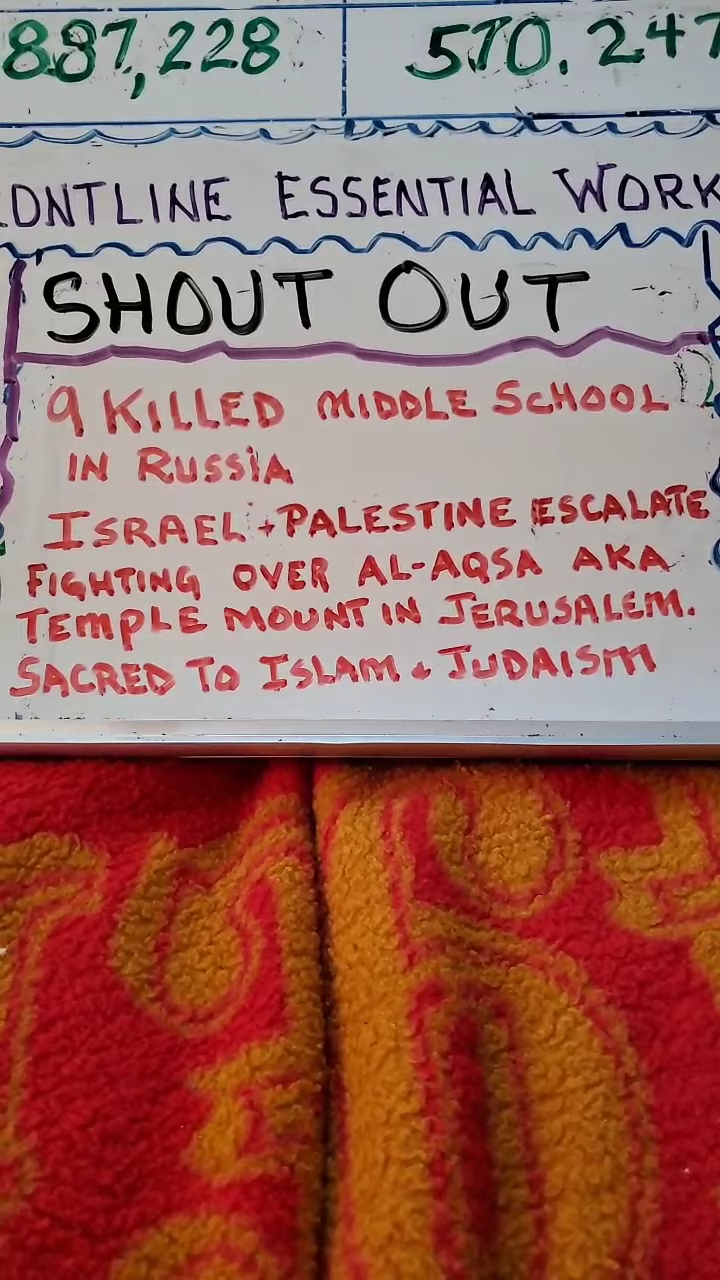 887,228 570.247
ONTLINE ESSENTIAL WORK
SHOUT OUT
9 KILLED MIDDLE SCHOOL
IN RUSSIA
ISRAEL + PALESTINE ESCALATE
FIGHTING OVER AL-AQSA AKA
TEMPLE MOUNT IN JERUSALEM.
SACRED TO ISLAM & JUDAISM